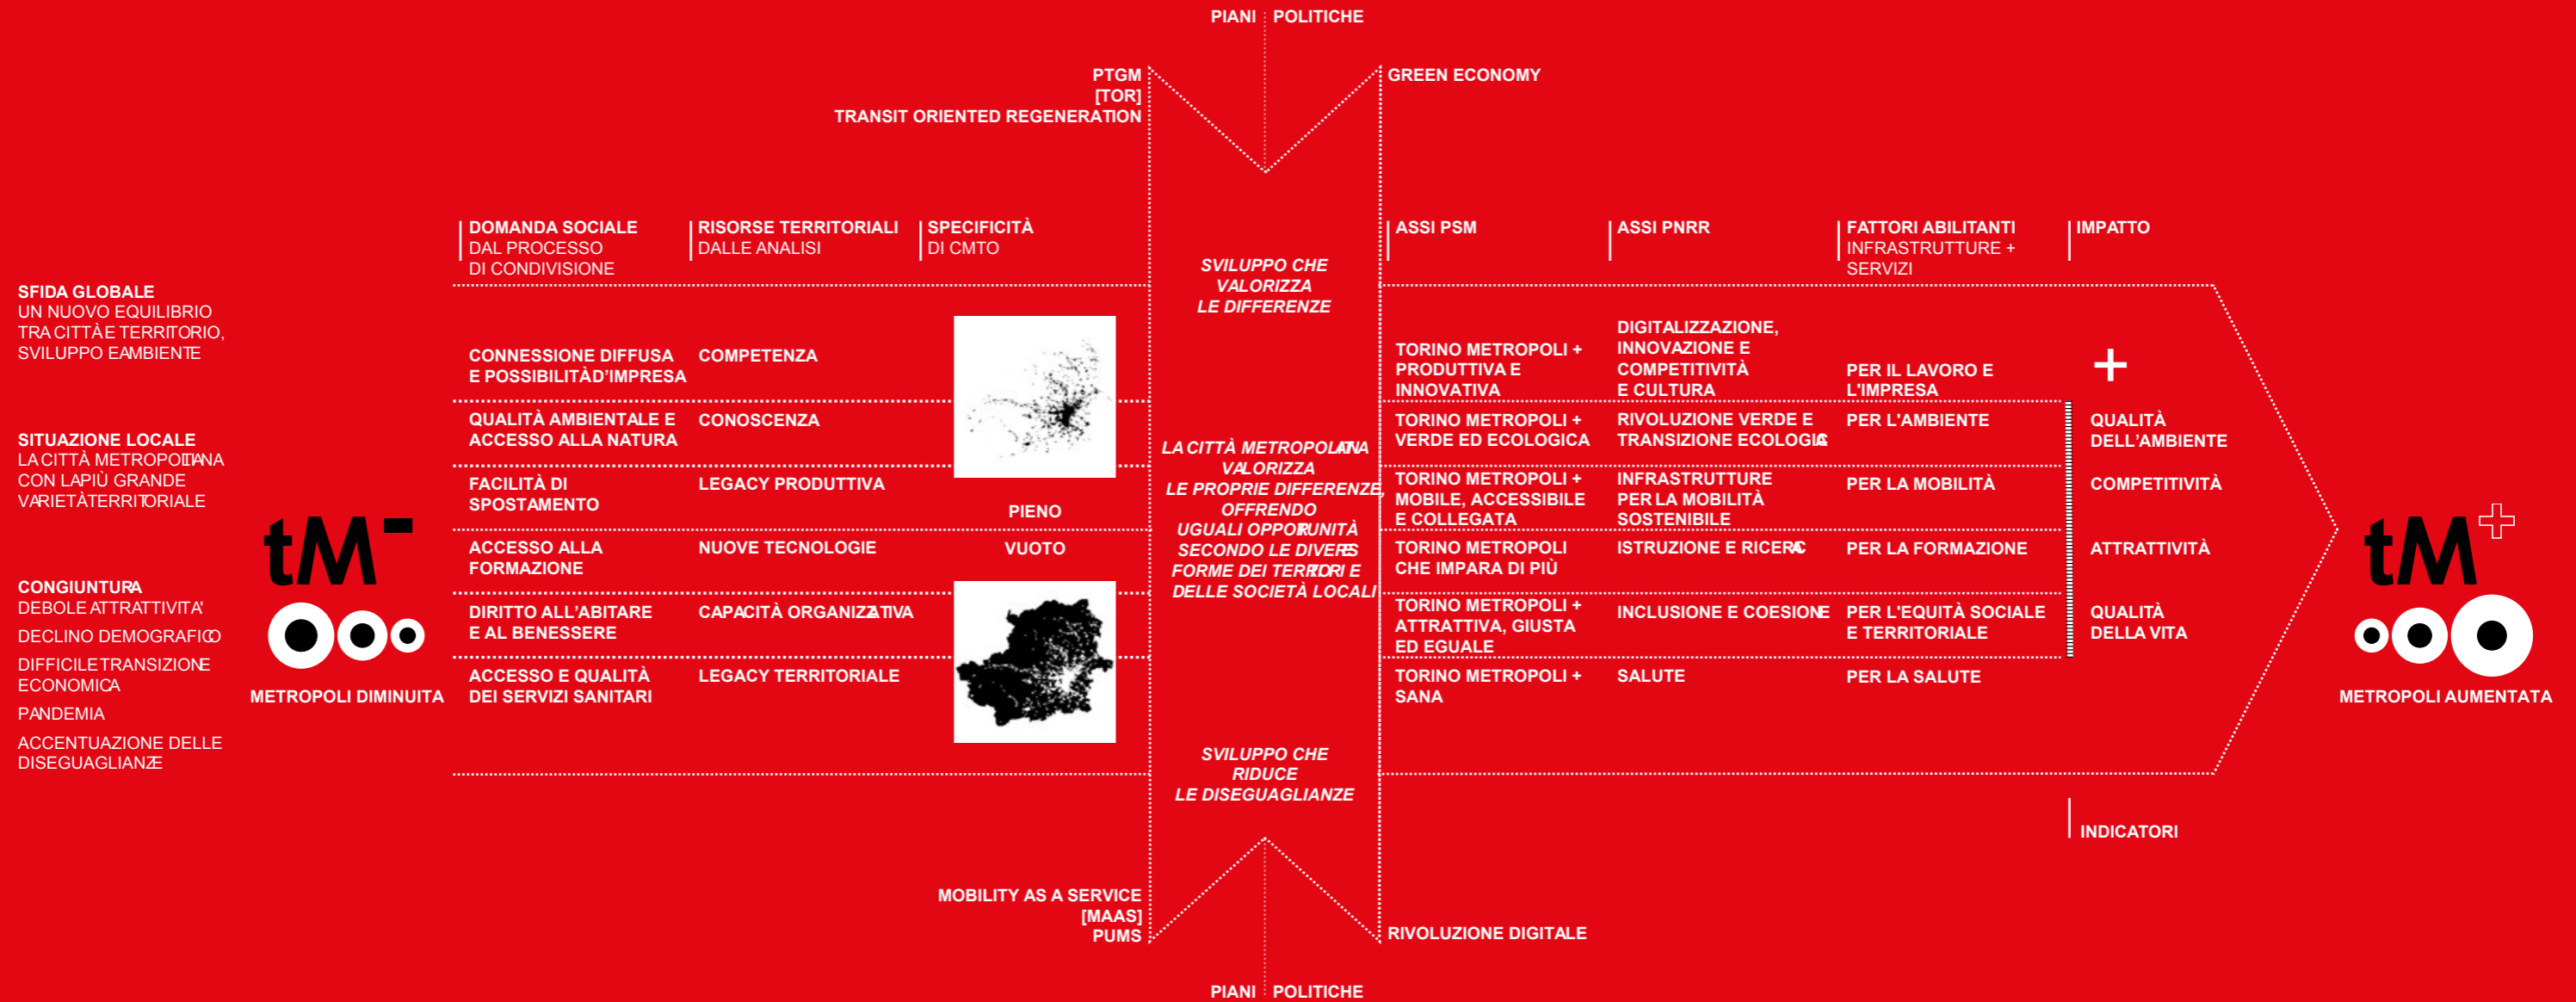 PIANI POLITICHE
PTGM
[TOR]
TRANSIT ORIENTED REGENERATION
GREEN ECONOMY
SFIDA GLOBALE
UN NUOVO EQUILIBRIO
TRA CITTÀ E TERRITORIO,
SVILUPPO E AMBIENTE
SITUAZIONE LOCALE
LA CITTÀ METROPOLITANA
CON LA PIÙ GRANDE
VARIETÀ TERRITORIALE
CONGIUNTURA
DEBOLE ATTRATTIVITA'
DECLINO DEMOGRAFICO
DIFFICILE TRANSIZIONE
ECONOMICA
PANDEMIA
ACCENTUAZIONE DELLE
DISEGUAGLIANZE
tM-
METROPOLI DIMINUITA
DOMANDA SOCIALE
DAL PROCESSO
DI CONDIVISIONE
CONNESSIONE DIFFUSA
E POSSIBILITÀ D'IMPRESA
QUALITÀ AMBIENTALE E
ACCESSO ALLA NATURA
FACILITÀ DI
SPOSTAMENTO
ACCESSO ALLA
FORMAZIONE
DIRITTO ALL'ABITARE
E AL BENESSERE
ACCESSO E QUALITÀ
DEI SERVIZI SANITARI
RISORSE TERRITORIALI
DALLE ANALISI
COMPETENZA
CONOSCENZA
LEGACY PRODUTTIVA
NUOVE TECNOLOGIE
CAPACITÀ ORGANIZZATIVA
LEGACY TERRITORIALE
SPECIFICITÀ
DI CMTO
PIENO
VUOTO
SVILUPPO CHE
VALORIZZA
LE DIFFERENZE
LA CITTÀ METROPOLITANA
VALORIZZA
LE PROPRIE DIFFERENZE,
OFFRENDO
UGUALI OPPORTUNITÀ
SECONDO LE DIVERSE
FORME DEI TERRITORI E
DELLE SOCIETÀ LOCALI
SVILUPPO CHE
RIDUCE
LE DISEGUAGLIANZE
ASSI PSM
TORINO METROPOLI +
PRODUTTIVA E
INNOVATIVA
TORINO METROPOLI +
VERDE ED ECOLOGICA
TORINO METROPOLI +
MOBILE, ACCESSIBILE
E COLLEGATA
TORINO METROPOLI
CHE IMPARA DI PIÙ
TORINO METROPOLI +
ATTRATTIVA, GIUSTA
ED EGUALE
TORINO METROPOLI +
SANA
ASSI PNRR
DIGITALIZZAZIONE,
INNOVAZIONE E
COMPETITIVITÀ
E CULTURA
RIVOLUZIONE VERDE E
TRANSIZIONE ECOLOGICA
INFRASTRUTTURE
PER LA MOBILITÀ
SOSTENIBILE
ISTRUZIONE E RICERCA
INCLUSIONE E COESIONE
SALUTE
FATTORI ABILITANTI
INFRASTRUTTURE +
SERVIZI
PER IL LAVORO E
L'IMPRESA
PER L'AMBIENTE
PER LA MOBILITÀ
PER LA FORMAZIONE
PER L'EQUITÀ SOCIALE
E TERRITORIALE
PER LA SALUTE
IMPATTO
+
QUALITÀ
DELL'AMBIENTE
COMPETITIVITÀ
ATTRATTIVITÀ
QUALITÀ
DELLA VITA
INDICATORI
tM+
METROPOLI AUMENTATA
MOBILITY AS A SERVICE
[MAAS]
PUMS
RIVOLUZIONE DIGITALE
PIANI POLITICHE